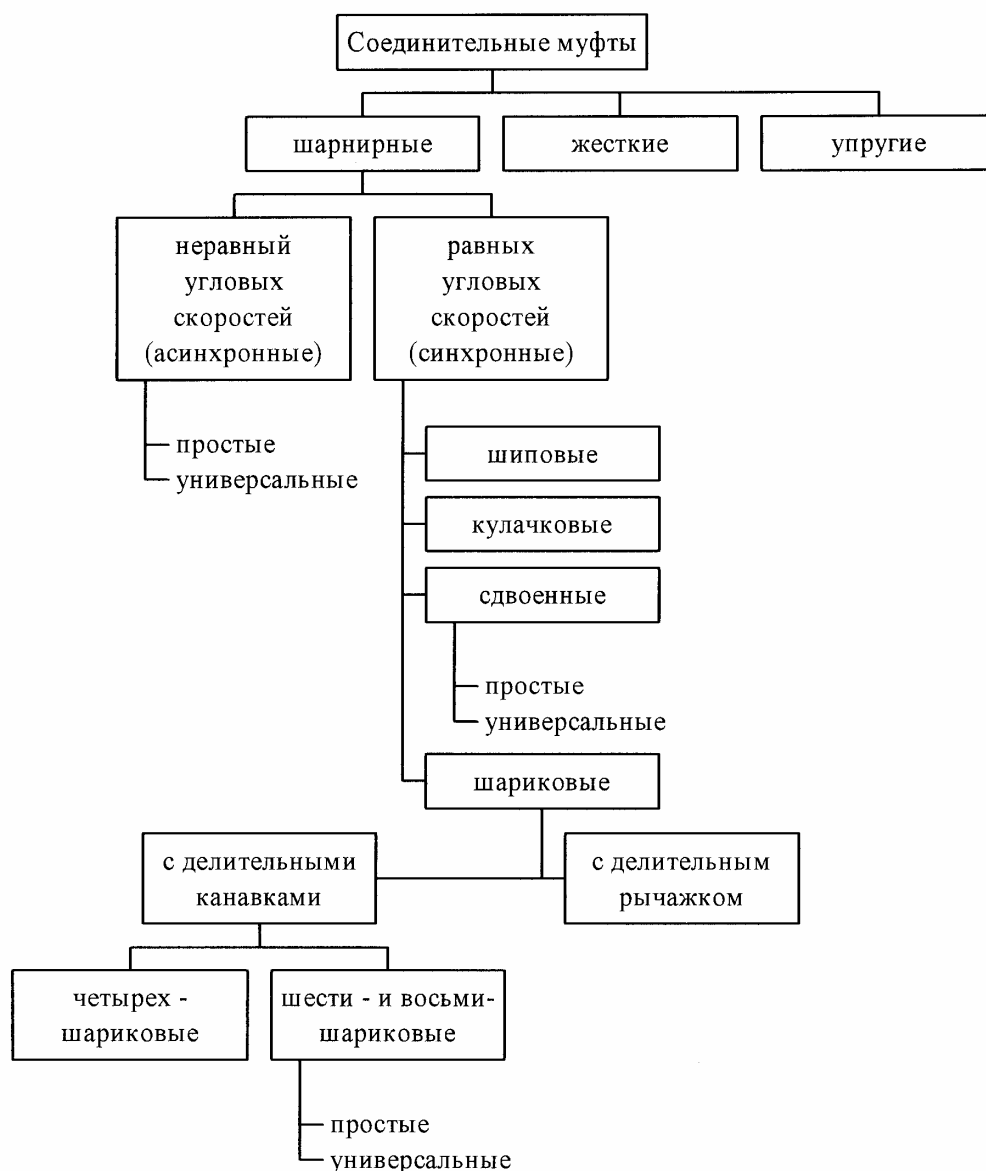 Соединительные муфты
шарнирные
жесткие
упругие
неравный
угловых
скоростей
(асинхронные)
равных
угловых
скоростей
(синхронные)
простые
универсальные
шиповые
кулачковые
сдвоенные
простые
универсальные
шариковые
с делительными
канавками
с делительным
рычажком
четырех -
шариковые
шести - и восьми-
шариковые
простые
универсальные